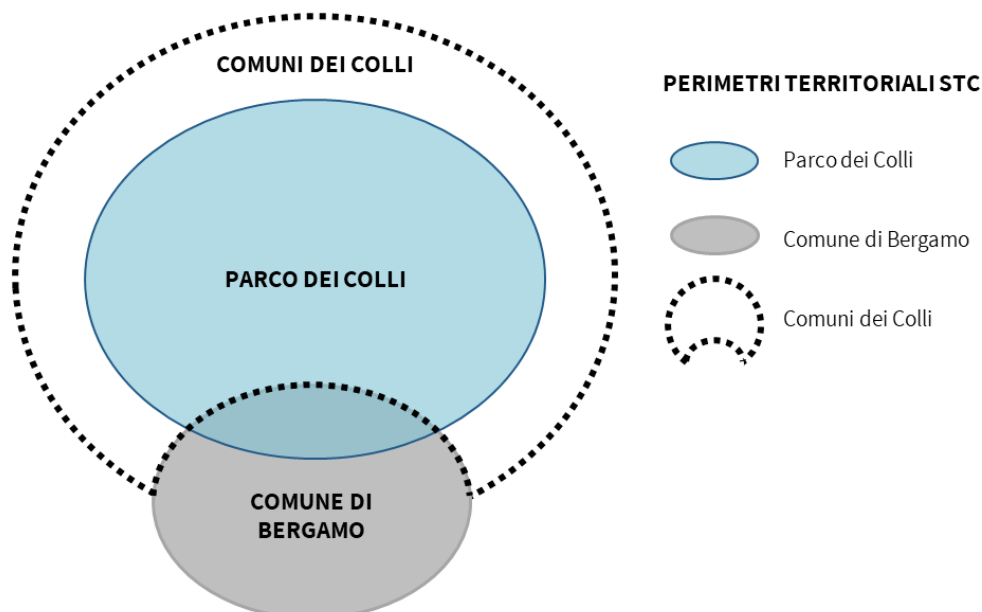 COMUNI DEI COLLI
PARCO DEI COLLI
COMUNE DI
BERGAMO
PERIMETRI TERRITORIALI STC
Parco dei Colli
Comune di Bergamo
Comuni dei Colli